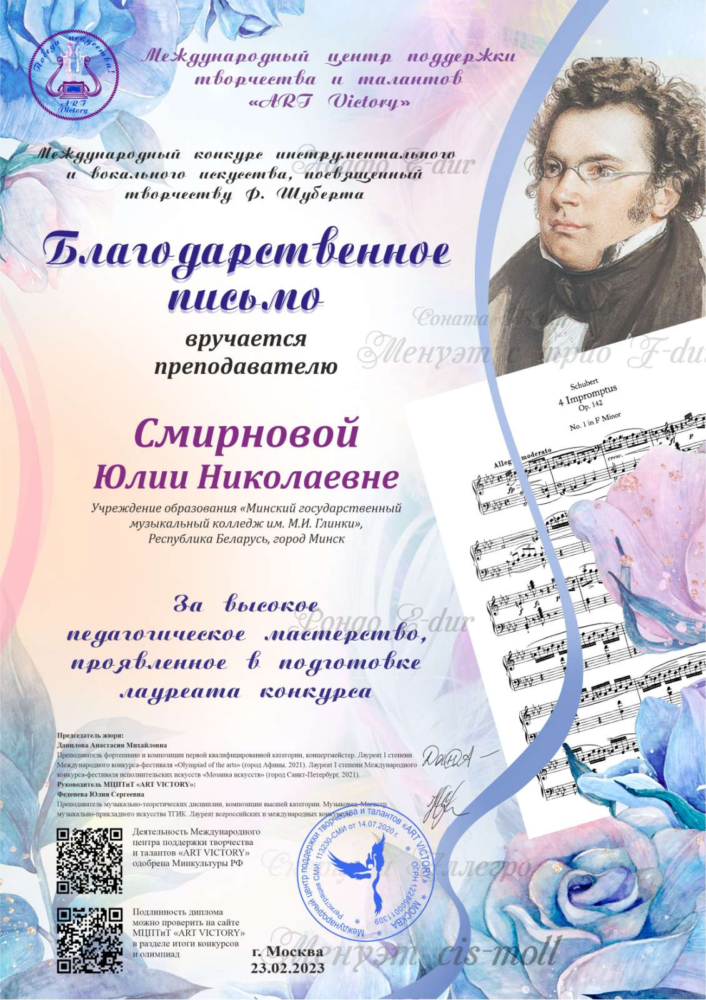 Победа искусства!
ART
Victory
Международный центр поддержки
творчества и талантов
«ART Victory»
Международный конкурс инструментального
и вокального искусства, посвященный
творчеству Ф. Шуберта
E-dur
Благодарственное
письмо
вручается
преподавателю
Соната
Менуэт с трио F-dur
Смирновой
Юлии Николаевне
Учреждение образования «Минский государственный
музыкальный колледж им. М.И. Глинки»,
Республика Беларусь, город Минск
Schubert
4 Impromptus
Op. 142
No. 1 in F Minor
moderato
cresc.
За высокое
педагогическое мастерство,
проявленное в подготовке
лауреата конкурса
Рондо E-dur
Председатель жюри:
Данилова Анастасия Михайловна
Преподаватель фортепиано и композиции первой квалифицированной категории, концертмейстер. Лауреат I степени
Международного конкурса-фестиваля «Olympiad of the arts» (город Афины, 2021). Лауреат I степени Международного
конкурса-фестиваля исполнительских искусств «Мозаика искусств» (город Санкт-Петербург, 2021).
Руководитель МЦПТиТ «ART VICTORY»:
Феденева Юлия Сергеевна
Преподаватель музыкально-теоретических дисциплин, композиции высшей категории. Музыковед. Магистр
музыкально-прикладного искусства ТГИК. Лауреат всероссийских и международных конкурсов.
Деятельность Международного
центра поддержки творчества
и талантов «ART VICTORY»
одобрена Минкультуры РФ
Международный центр поддержки творчества и талантов «ART VICTORY» * МОСКВА *
Регистрация СМИ: 113230-СМИ от 14.07.2020 г. * ОГРН 1228600011309 *
Аллегро
Подлинность диплома
можно проверить на сайте
МЦПТиТ «ART VICTORY»
в разделе итоги конкурсов
и олимпиад
г. Москва
23.02.2023
Менуэт cis-moll